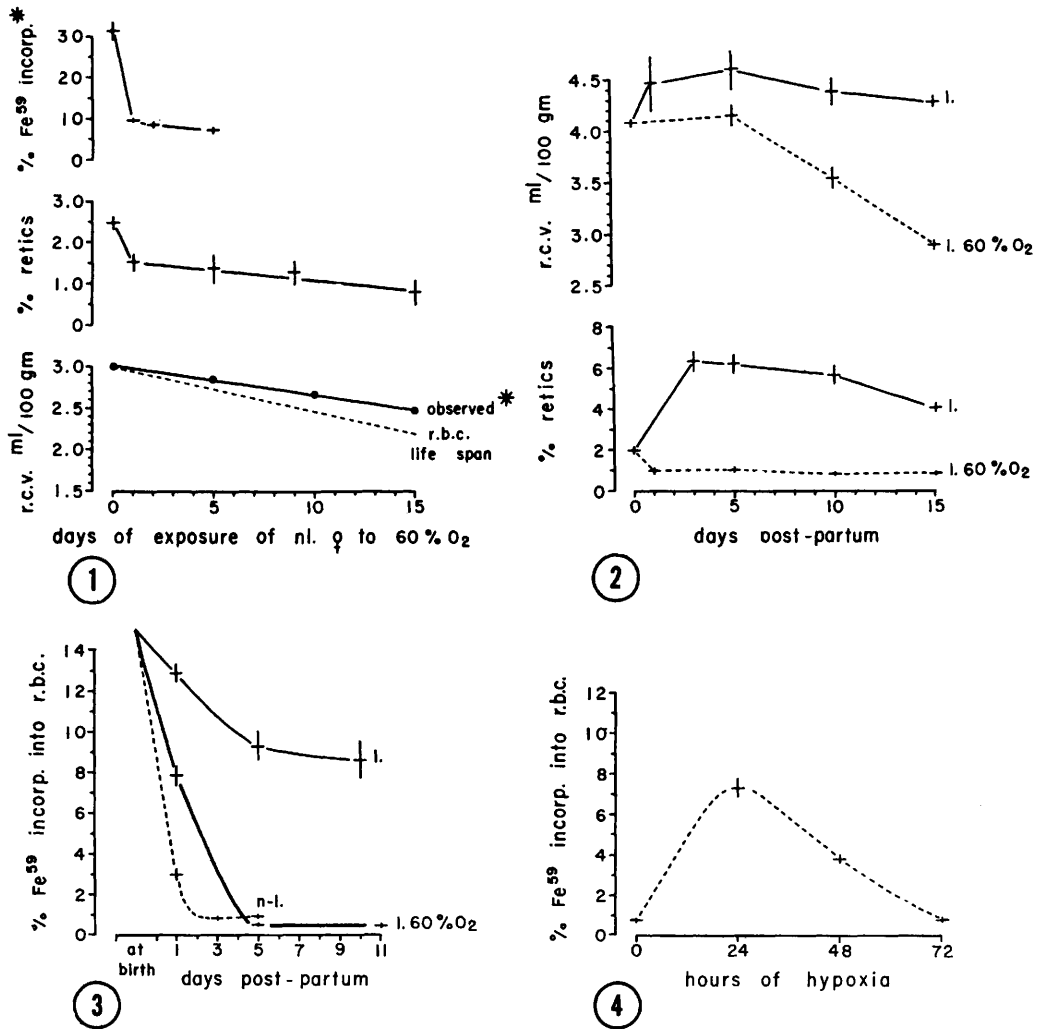 *
% Fe59 incorp.
30
20
10
0
% retics
3.0
2.0
1.0
0
r.c.v. ml/100 gm
3.0
2.5
2.0
1.5
observed *
r.b.c.
life span
0 5 10 15
days of exposure of nl. ♀ to 60% O2
1
r.c.v. ml/100 gm
4.5
4.0
3.5
3.0
2.5
l.
l. 60% O2
% retics
8
6
4
2
0
l.
l. 60% O2
0 5 10 15
days post-partum
2
% Fe59 incorp. into r.b.c.
14
12
10
8
6
4
2
0
l.
n-l.
l. 60% O2
at birth 1 3 5 7 9 11
days post-partum
3
% Fe59 incorp. into r.b.c.
12
10
8
6
4
2
0
0 24 48 72
hours of hypoxia
4